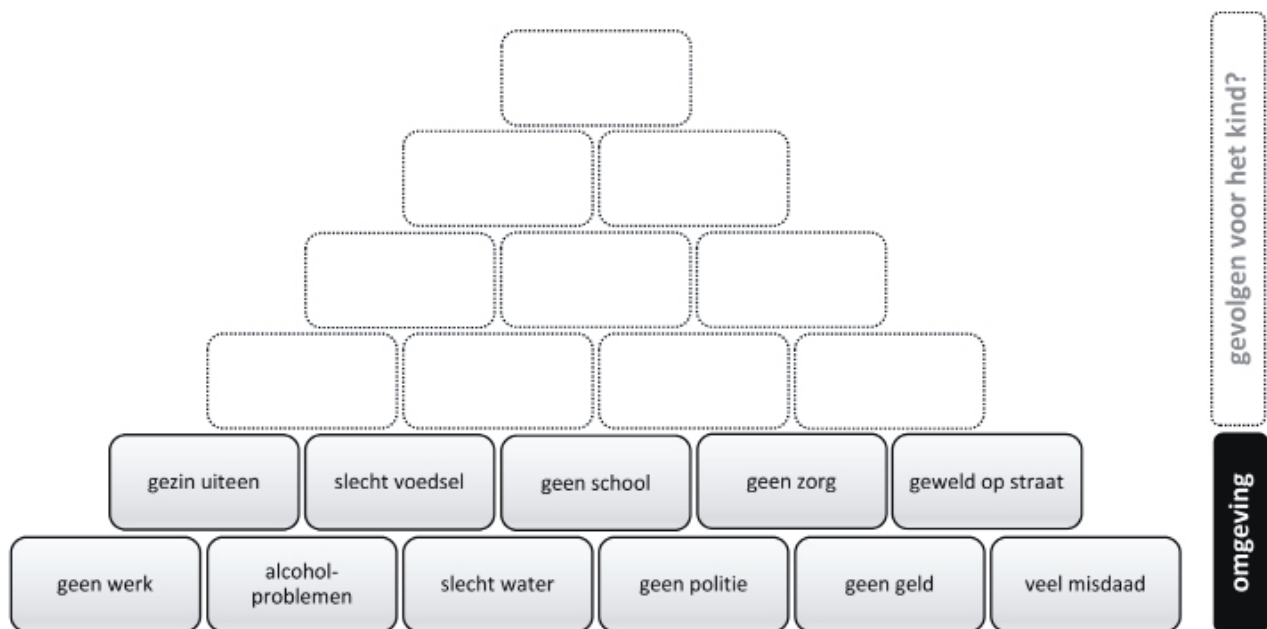 gevolgen voor het kind?
gezin uiteen
slecht voedsel
geen school
geen zorg
geweld op straat
geen werk
alcohol-
problemen
slecht water
geen politie
geen geld
veel misdaad
omgeving